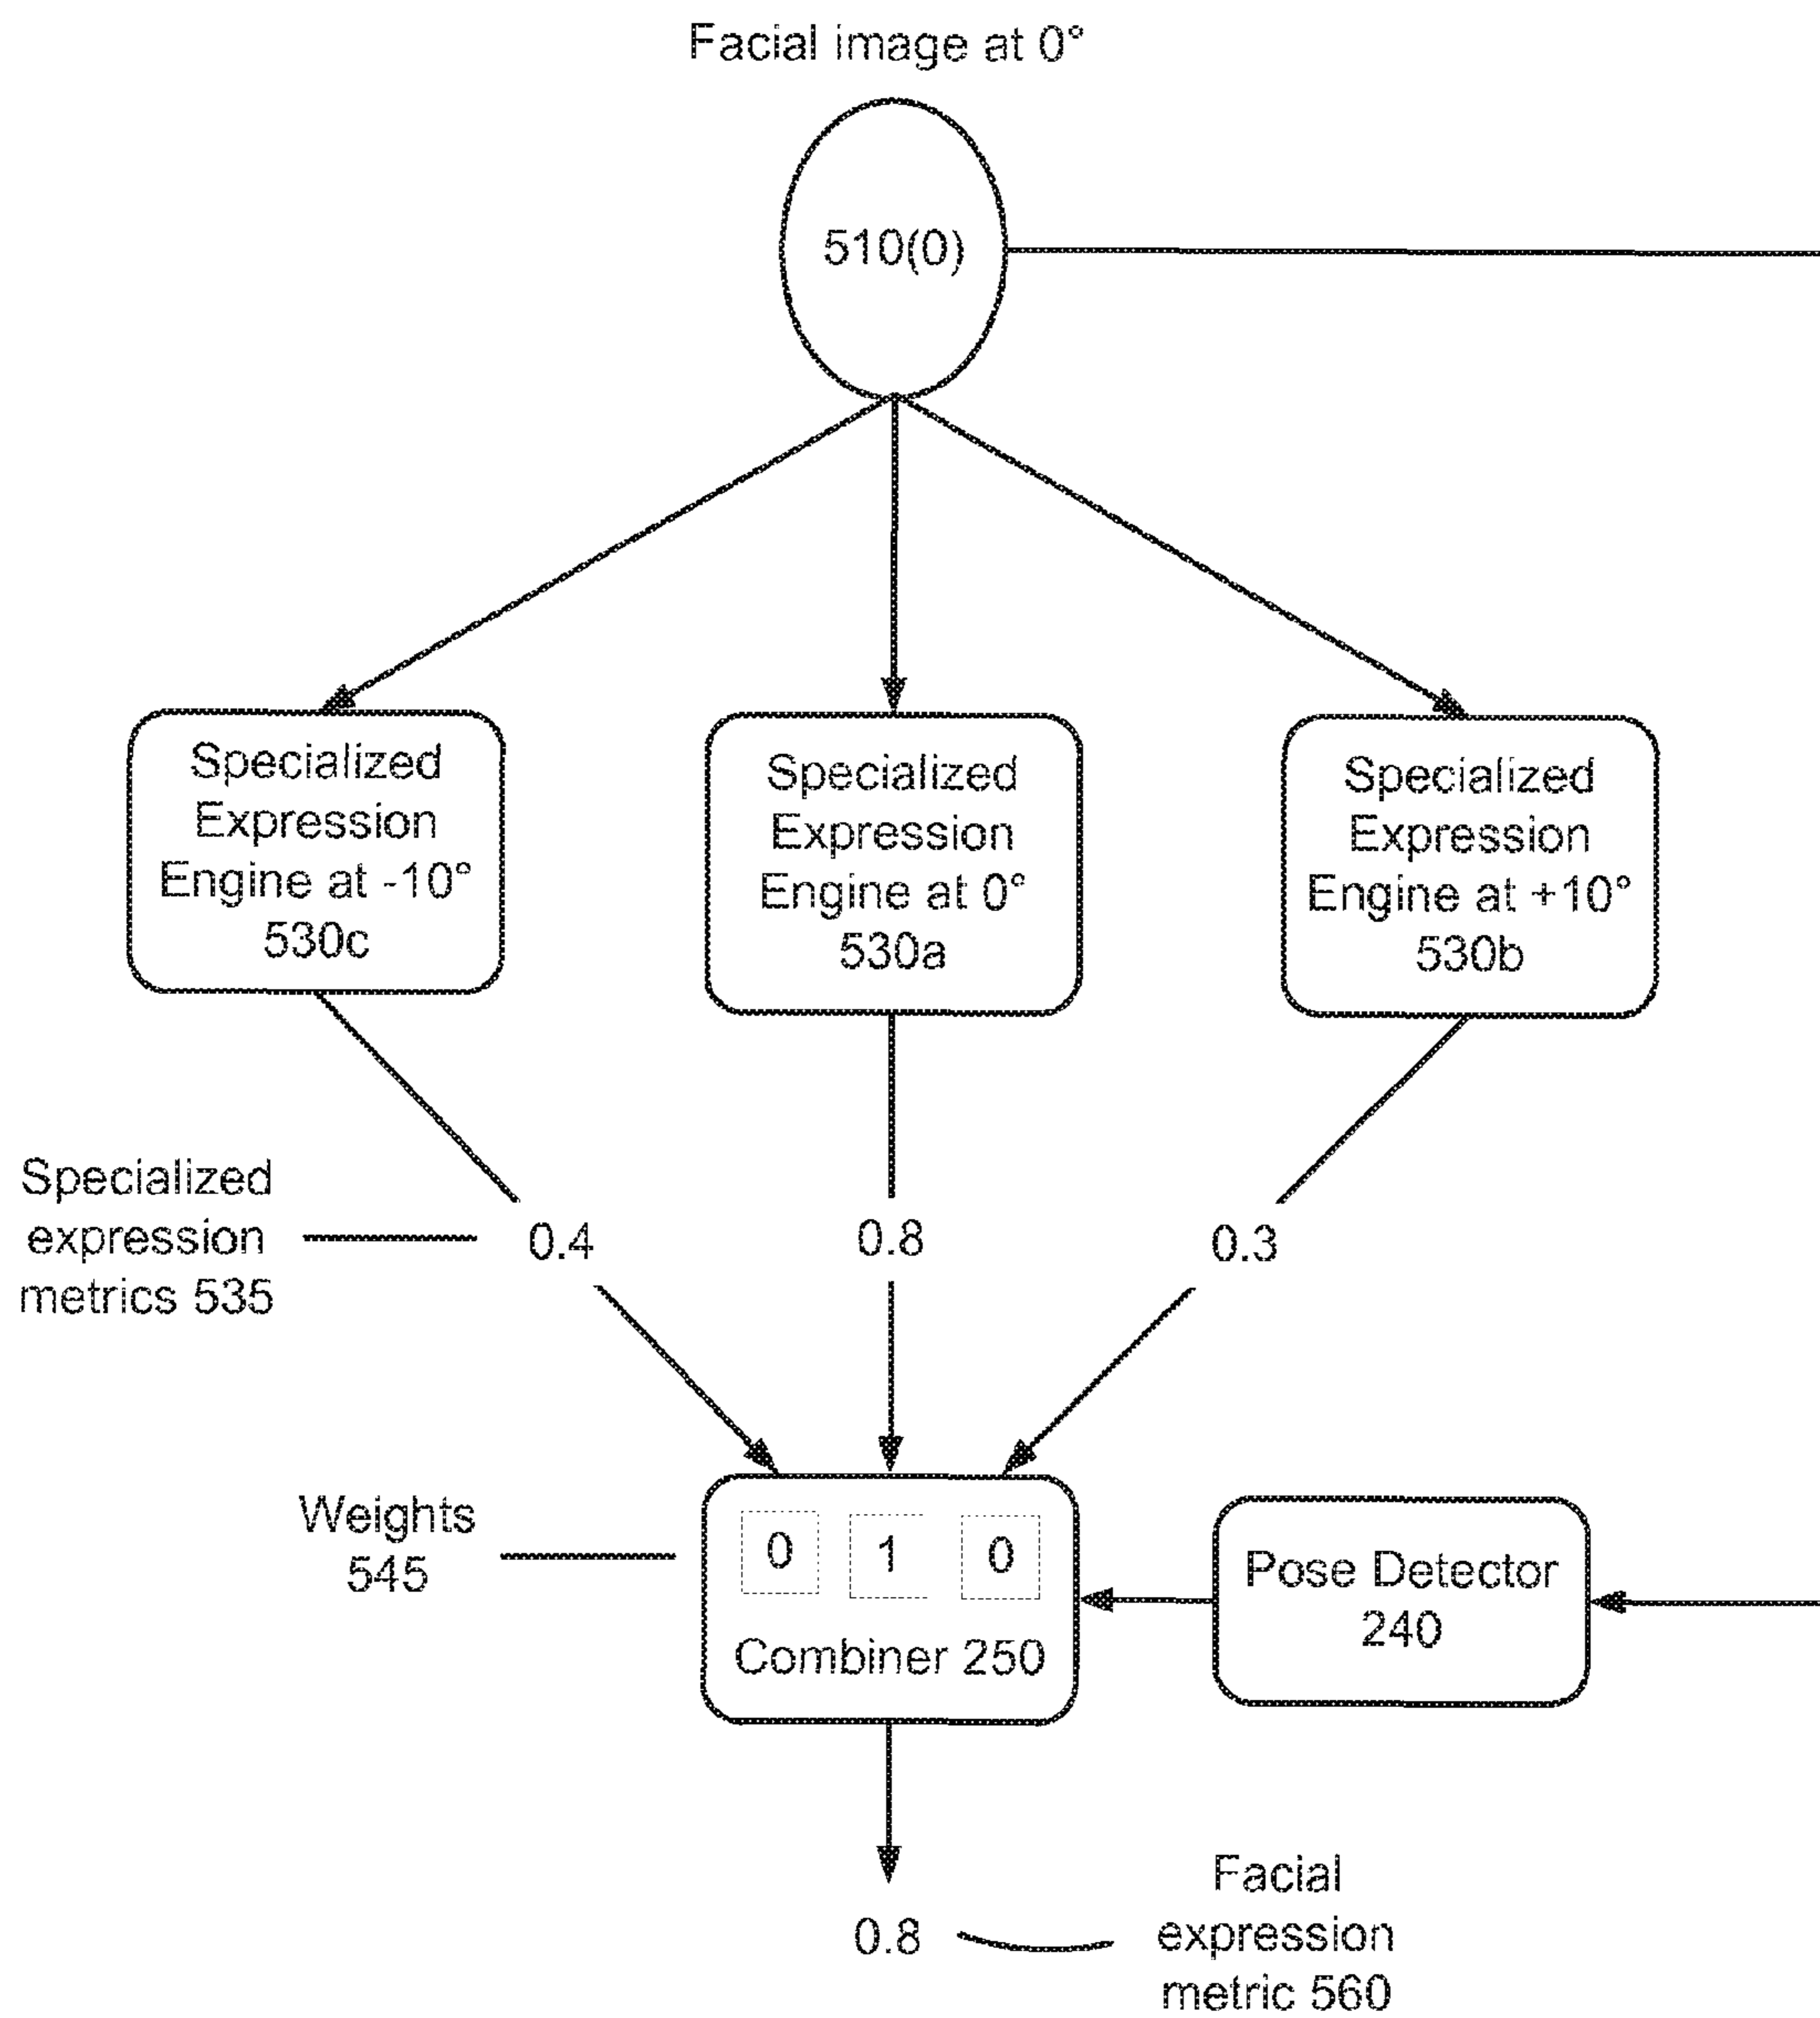 Facial image at 0°
510(0)
Specialized
Expression
Engine at -10°
530c
Specialized
Expression
Engine at 0°
530a
Specialized
Expression
Engine at +10°
530b
Specialized
expression
metrics 535
0.4
0.8
0.3
Weights
545
0 1 0
Combiner 250
Pose Detector
240
0.8
Facial
expression
metric 560